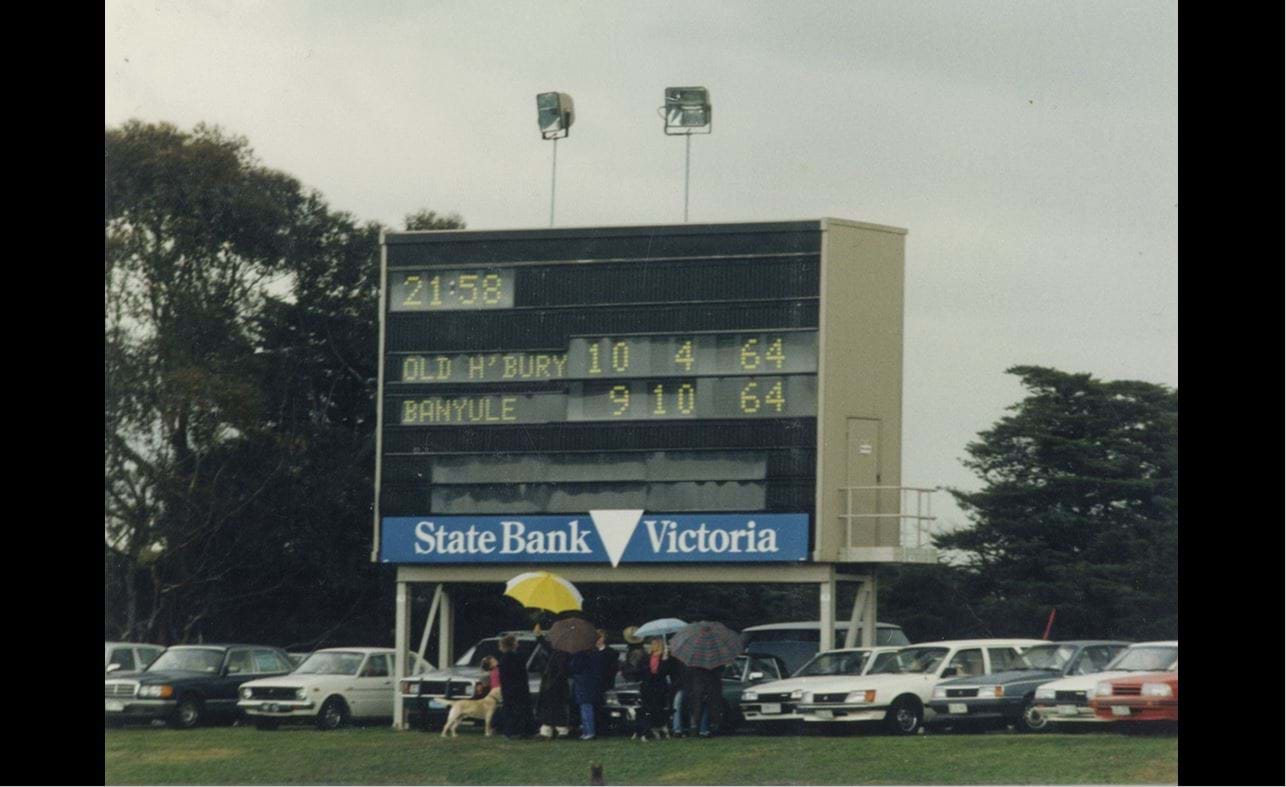 21:58
OLD H'BURY 10 4 64
BANYULE 9 10 64
State Bank Victoria